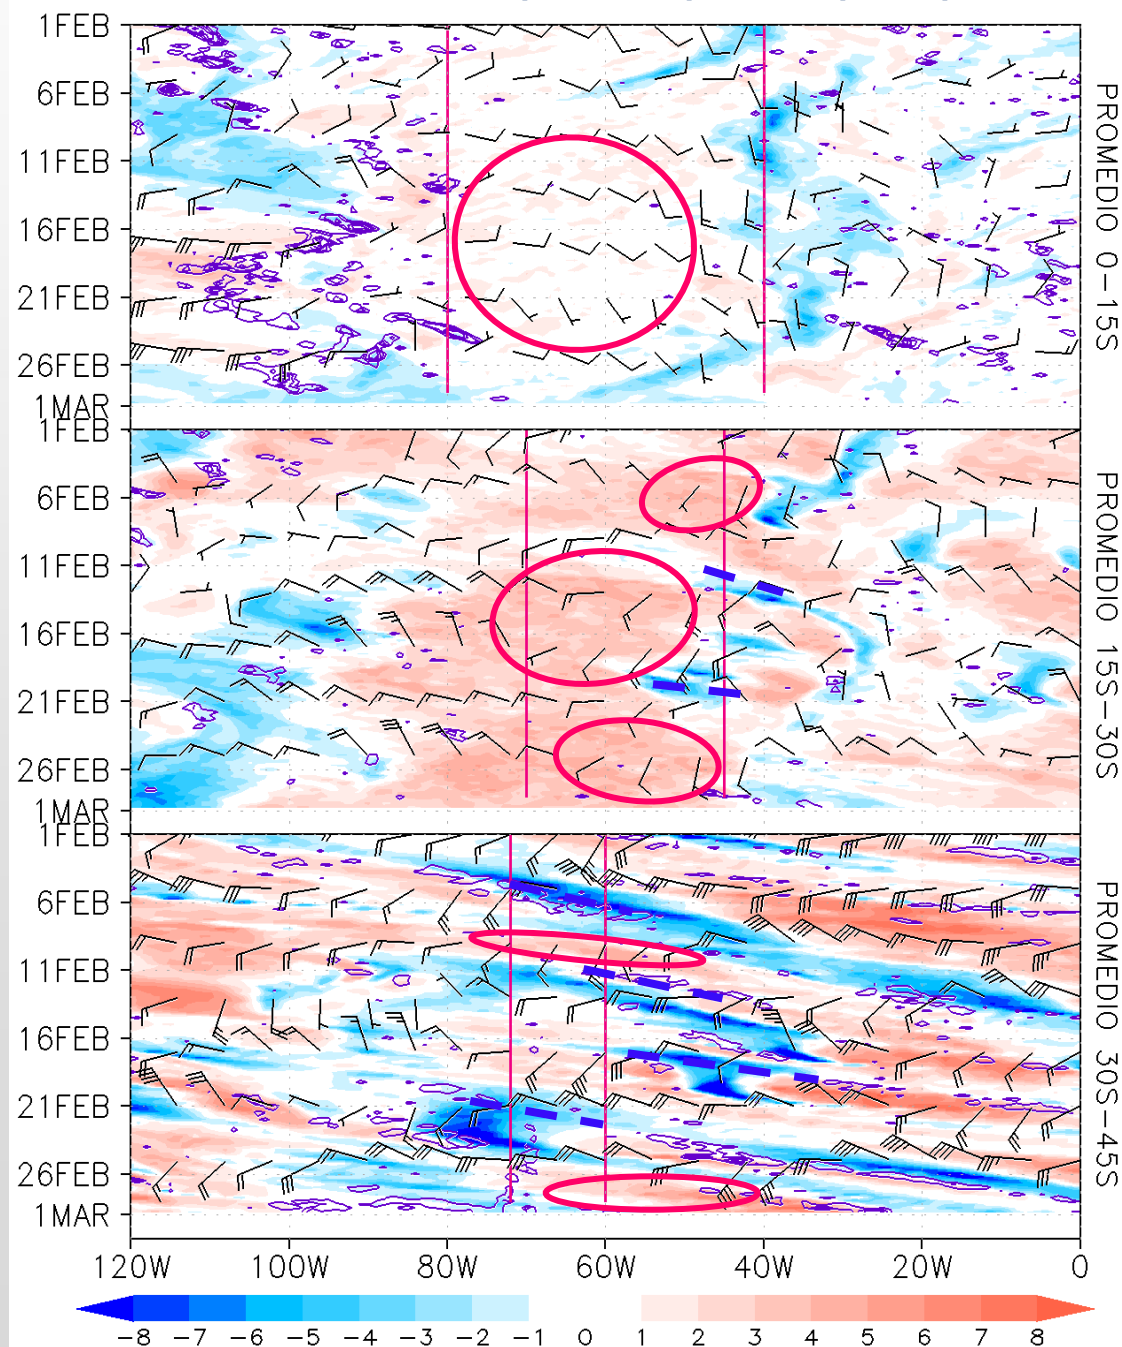 1FEB
6FEB
11FEB
16FEB
21FEB
26FEB
1MAR
PROMEDIO 0-15S
1FEB
6FEB
11FEB
16FEB
21FEB
26FEB
1MAR
PROMEDIO 15S-30S
1FEB
6FEB
11FEB
16FEB
21FEB
26FEB
1MAR
PROMEDIO 30S-45S
120W 100W 80W 60W 40W 20W 0
-8 -7 -6 -5 -4 -3 -2 -1 0 1 2 3 4 5 6 7 8